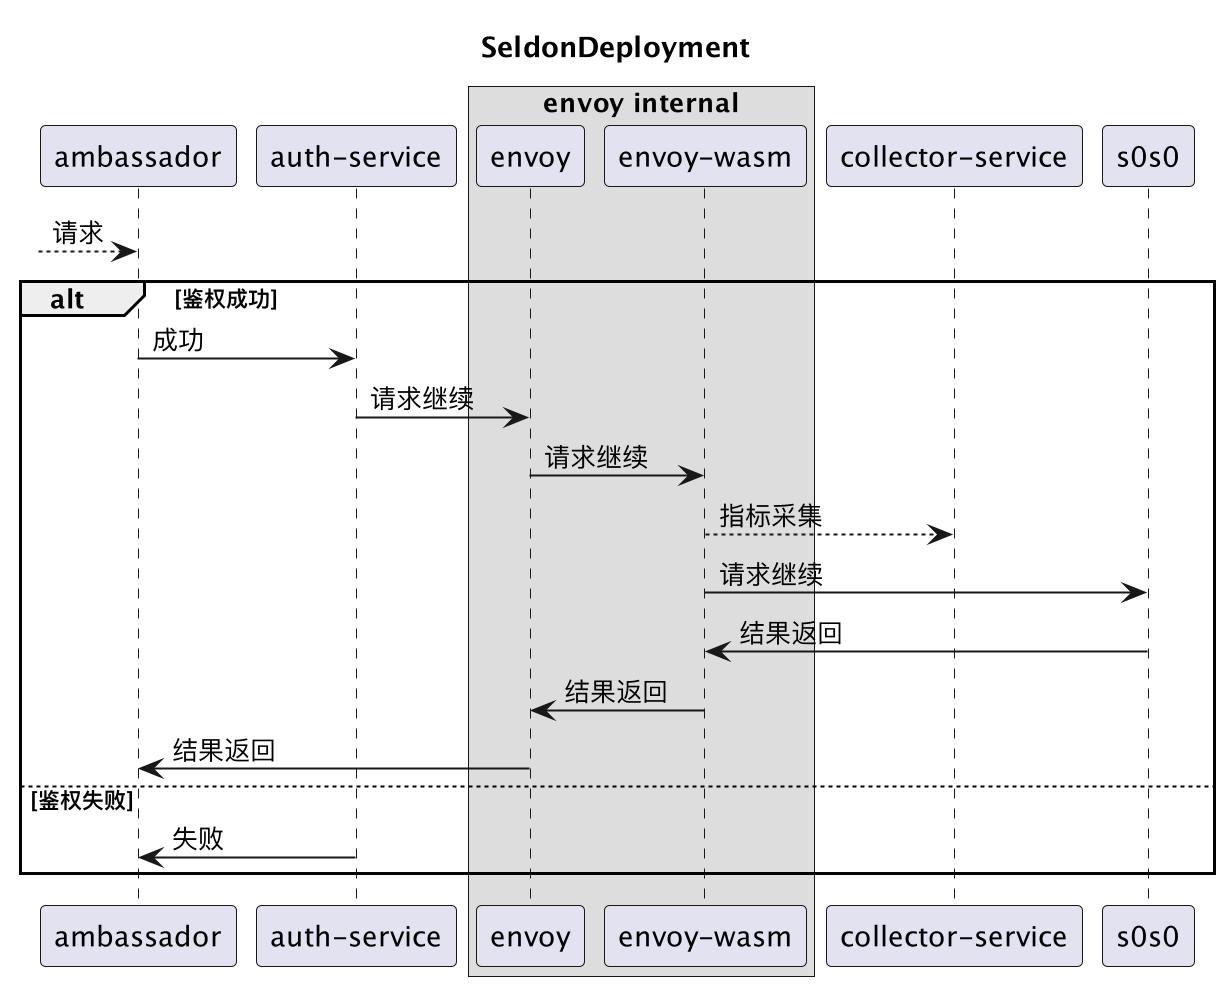 SeldonDeployment
envoy internal
ambassador
auth-service
envoy
envoy-wasm
collector-service
s0s0
请求
alt
[鉴权成功]
成功
请求继续
请求继续
指标采集
请求继续
结果返回
结果返回
结果返回
[鉴权失败]
失败
ambassador
auth-service
envoy
envoy-wasm
collector-service
s0s0